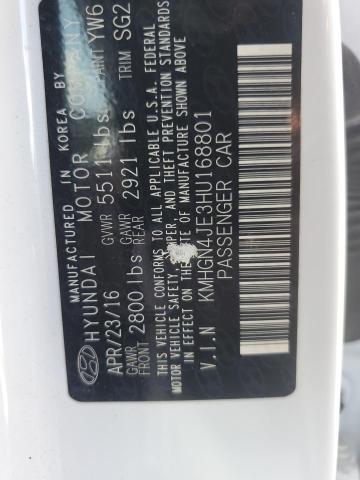 MANUFACTURED IN KOREA BY
HYUNDAI MOTOR COMPANY
APR/23/16 GVWR 5511 lbs PAINT YW6
GAWR FRONT 2800 lbs GAWR REAR 2921 lbs TRIM SG2
THIS VEHICLE CONFORMS TO ALL APPLICABLE U.S.A. FEDERAL
MOTOR VEHICLE SAFETY, BUMPER, AND THEFT PREVENTION STANDARDS
IN EFFECT ON THE DATE OF MANUFACTURE SHOWN ABOVE
V.I.N KMHGN4JE3HU168801
PASSENGER CAR